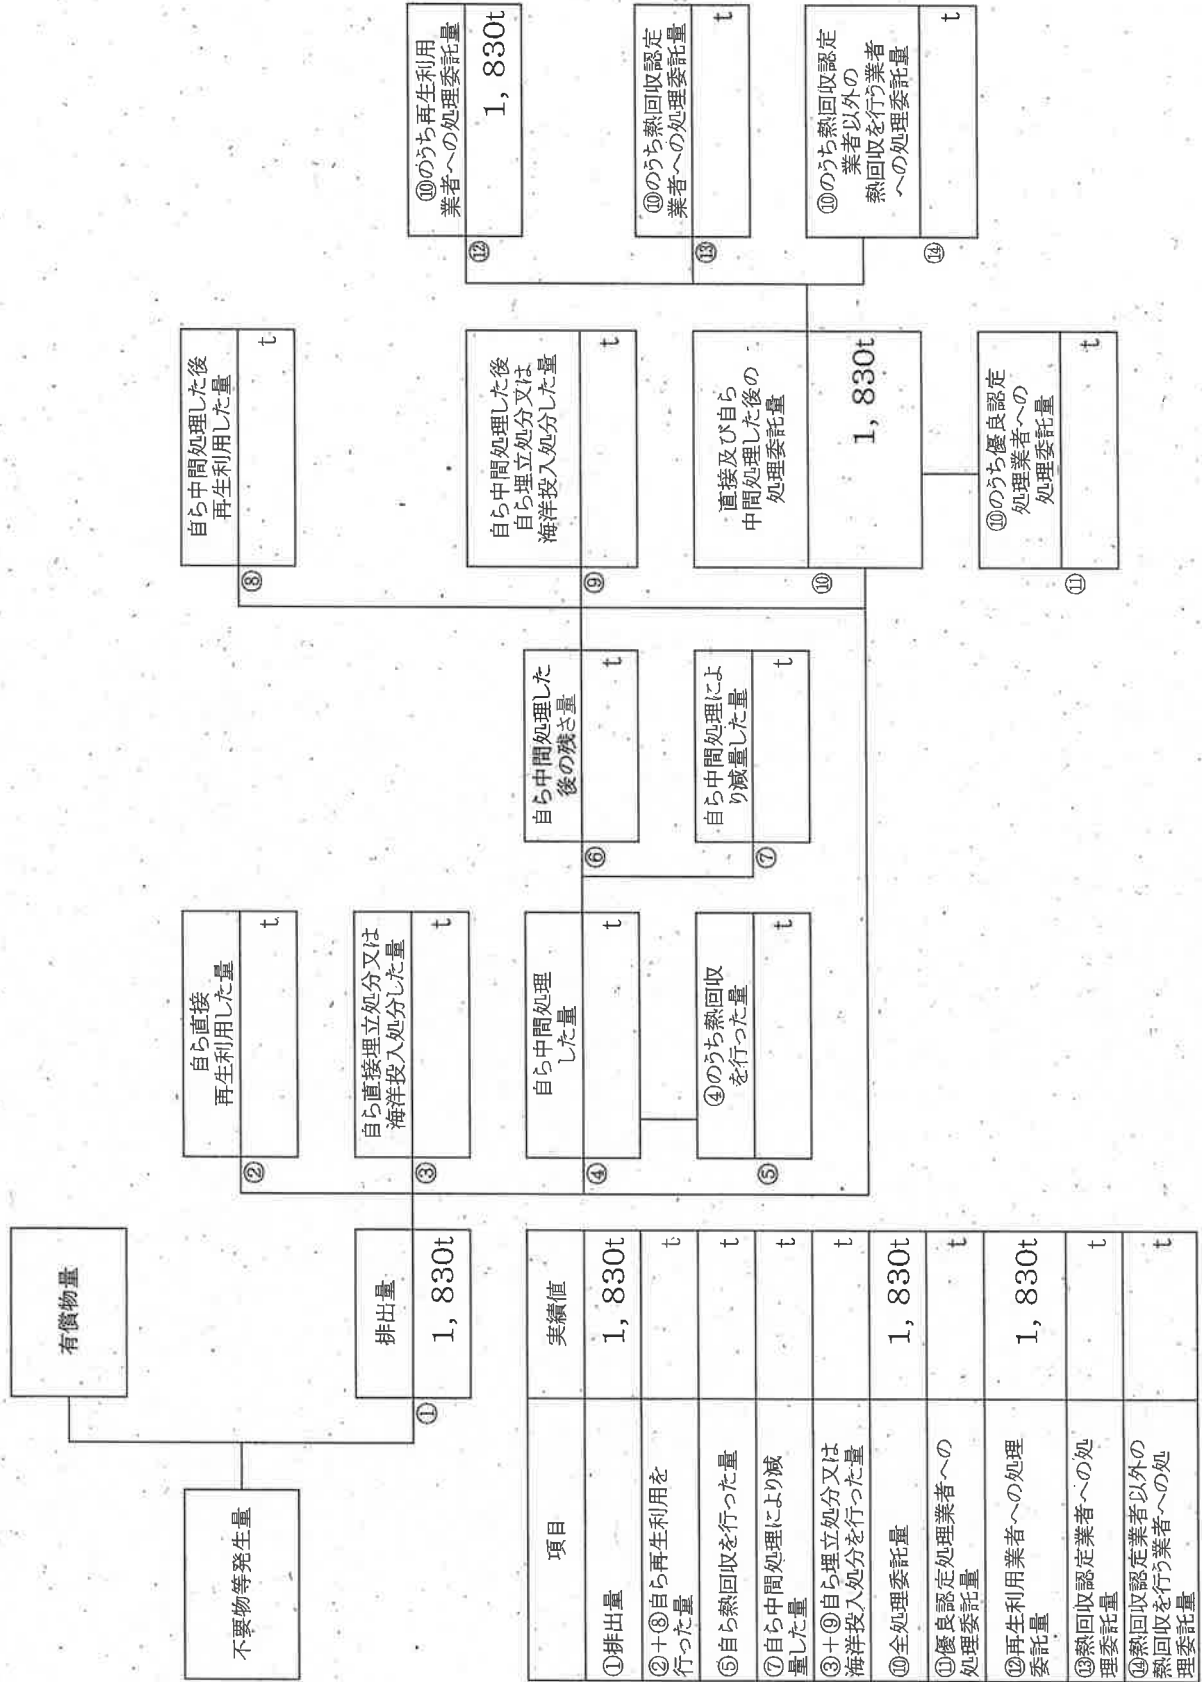 不要物等発生量
有償物量
①
排出量
1,830t
②
自ら直接
再生利用した量
t
③
自ら直接埋立処分又は
海洋投入処分した量
t
④
自ら中間処理
した量
t
⑤
④のうち熱回収
を行った量
t
⑥
自ら中間処理した
後の残さ量
t
⑦
自ら中間処理によ
り減量した量
t
⑧
自ら中間処理した後
再生利用した量
t
⑨
自ら中間処理した後
自ら埋立処分又は
海洋投入処分した量
t
⑩
直接及び自ら
中間処理した後の
処理委託量
1,830t
⑪
⑩のうち優良認定
処理業者への
処理委託量
t
⑫
⑩のうち再生利用
業者への処理委託量
1,830t
⑬
⑩のうち熱回収認定
業者への処理委託量
t
⑭
⑩のうち熱回収認定
業者以外の
熱回収を行う業者
への処理委託量
t
項目 実績値
①排出量 1,830t
②＋⑧自ら再生利用を
行った量 t
⑤自ら熱回収を行った量 t
⑦自ら中間処理により減
量した量 t
③＋⑨自ら埋立処分又は
海洋投入処分を行った量 t
⑩全処理委託量 1,830t
⑪優良認定処理業者への
処理委託量 t
⑫再生利用業者への処理
委託量 1,830t
⑬熱回収認定業者への処
理委託量 t
⑭熱回収認定業者以外の
熱回収を行う業者への処
理委託量 t